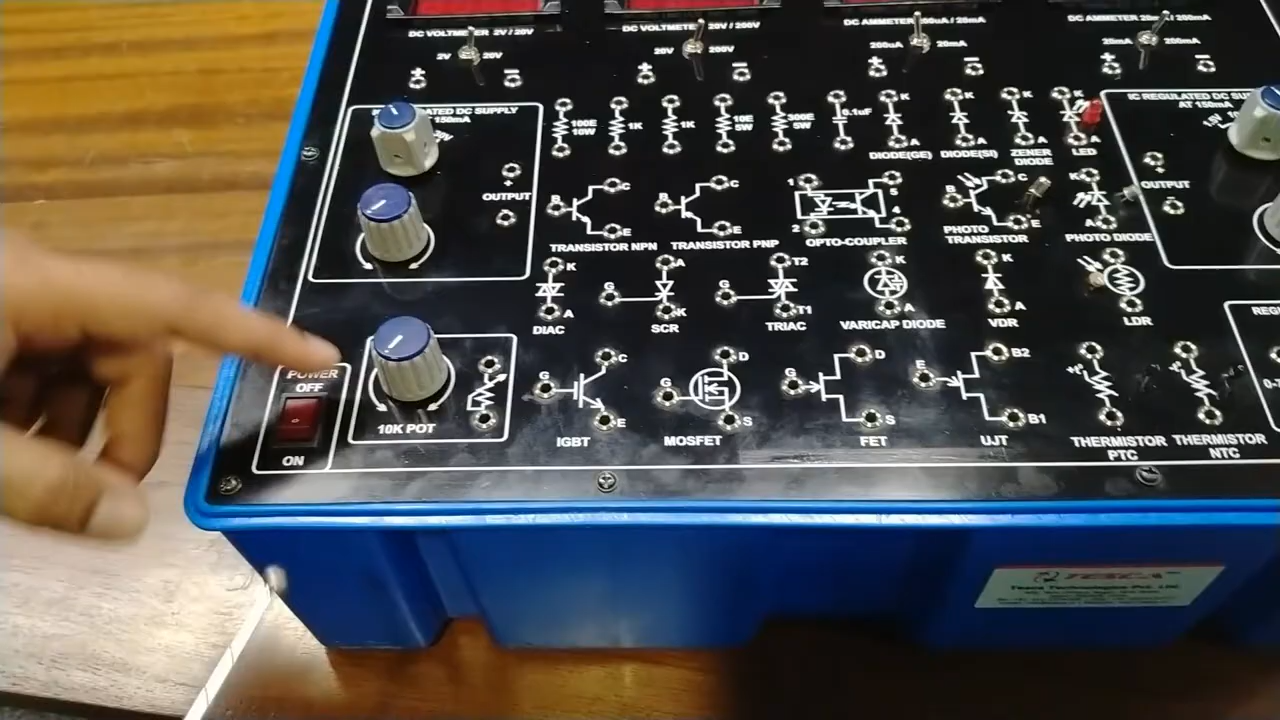 DC VOLTMETER 2V / 20V
DC VOLTMETER 20V / 200V
DC AMMETER 200uA / 20mA
DC AMMETER 25mA / 200mA
2V 20V
20V 200V
200uA 20mA
25mA 200mA
+ −
+ −
+ −
+ −
DC SUPPLY
150mA
100E
10W
1K
1K
10E
5W
300E
5W
0.1uF
K
A
DIODE(GE)
K
A
DIODE(SI)
K
A
ZENER
DIODE
K
A
LED
IC REGULATED DC
AT 150mA
OUTPUT
+
+
OUTPUT
B C E
TRANSISTOR NPN
B C E
TRANSISTOR PNP
1 5
2 4
OPTO-COUPLER
B C E
PHOTO
TRANSISTOR
K
A
PHOTO DIODE
K
A
DIAC
A
G
K
SCR
T2
G
T1
TRIAC
K
A
VARICAP DIODE
K
A
VDR
LDR
POWER
OFF
ON
10K POT
C
G
E
IGBT
D
G
S
MOSFET
D
G
S
FET
B2
E
B1
UJT
THERMISTOR
PTC
THERMISTOR
NTC
TESCA